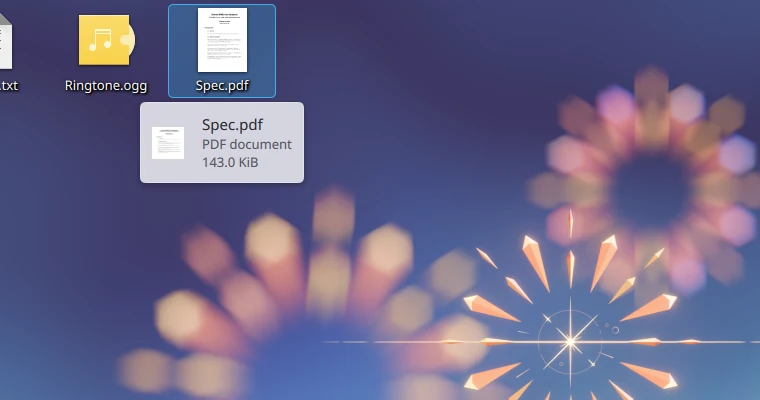 .txt
Ringtone.ogg
Spec.pdf
Spec.pdf
PDF document
143.0 KiB